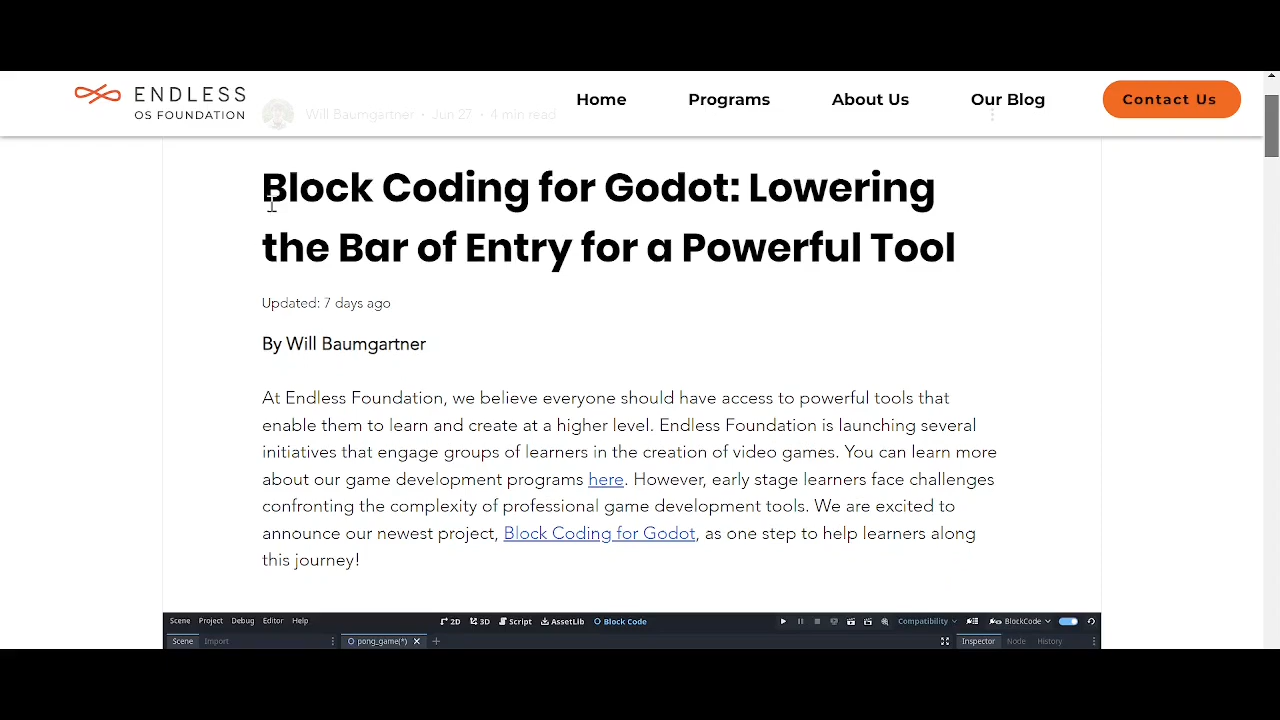 ENDLESS
OS FOUNDATION
Home
Programs
About Us
Our Blog
Contact Us
Will Baumgartner • Jun 27 • 4 min read
Block Coding for Godot: Lowering
the Bar of Entry for a Powerful Tool
Updated: 7 days ago
By Will Baumgartner
At Endless Foundation, we believe everyone should have access to powerful tools that
enable them to learn and create at a higher level. Endless Foundation is launching several
initiatives that engage groups of learners in the creation of video games. You can learn more
about our game development programs here. However, early stage learners face challenges
confronting the complexity of professional game development tools. We are excited to
announce our newest project, Block Coding for Godot, as one step to help learners along
this journey!
Scene Project Debug Editor Help
2D 3D Script AssetLib Block Code
Compatibility
BlockCode
Scene Import
pong_game(*)
Inspector Node History